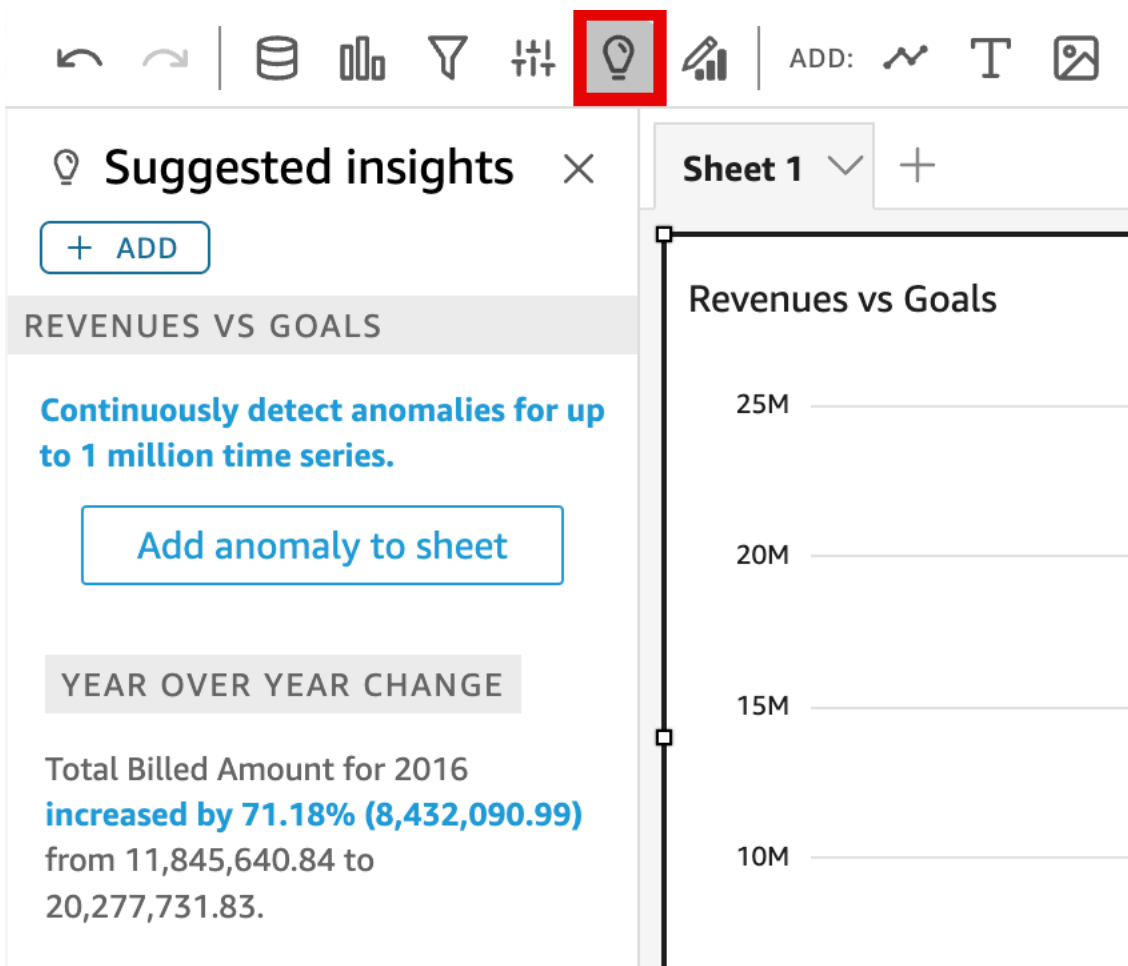 ADD:
T
Suggested insights
+ ADD
REVENUES VS GOALS
Continuously detect anomalies for up
to 1 million time series.
Add anomaly to sheet
YEAR OVER YEAR CHANGE
Total Billed Amount for 2016
increased by 71.18% (8,432,090.99)
from 11,845,640.84 to
20,277,731.83.
Sheet 1
Revenues vs Goals
25M
20M
15M
10M